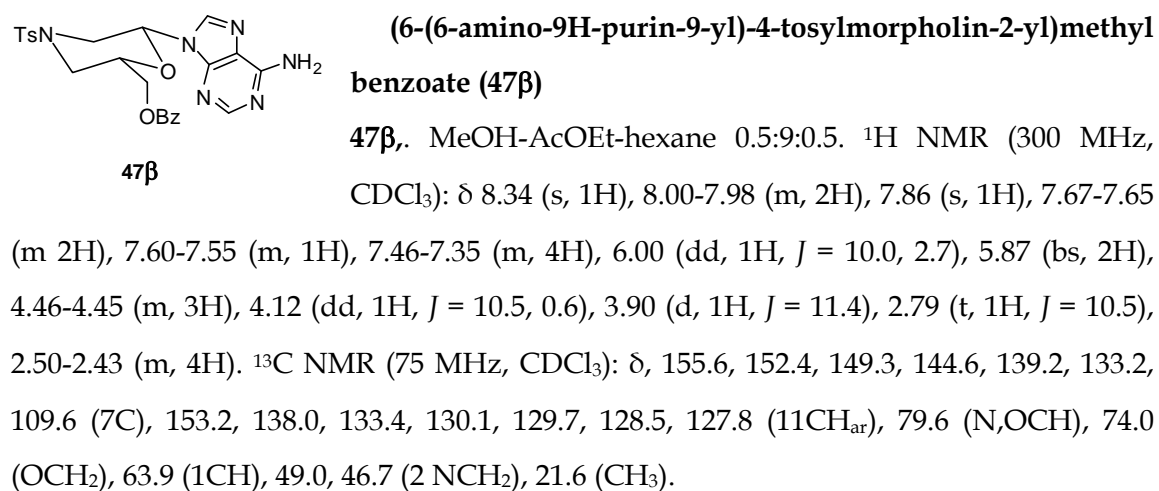 (6-(6-amino-9H-purin-9-yl)-4-tosylmorpholin-2-yl)methyl
benzoate (47β)
TsN
N
N
NH₂
O
N
N
OBz
47β
47β,. MeOH-AcOEt-hexane 0.5:9:0.5. ¹H NMR (300 MHz,
CDCl₃): δ 8.34 (s, 1H), 8.00-7.98 (m, 2H), 7.86 (s, 1H), 7.67-7.65
(m 2H), 7.60-7.55 (m, 1H), 7.46-7.35 (m, 4H), 6.00 (dd, 1H, J = 10.0, 2.7), 5.87 (bs, 2H),
4.46-4.45 (m, 3H), 4.12 (dd, 1H, J = 10.5, 0.6), 3.90 (d, 1H, J = 11.4), 2.79 (t, 1H, J = 10.5),
2.50-2.43 (m, 4H). ¹³C NMR (75 MHz, CDCl₃): δ, 155.6, 152.4, 149.3, 144.6, 139.2, 133.2,
109.6 (7C), 153.2, 138.0, 133.4, 130.1, 129.7, 128.5, 127.8 (11CHₐᵣ), 79.6 (N,OCH), 74.0
(OCH₂), 63.9 (1CH), 49.0, 46.7 (2 NCH₂), 21.6 (CH₃).